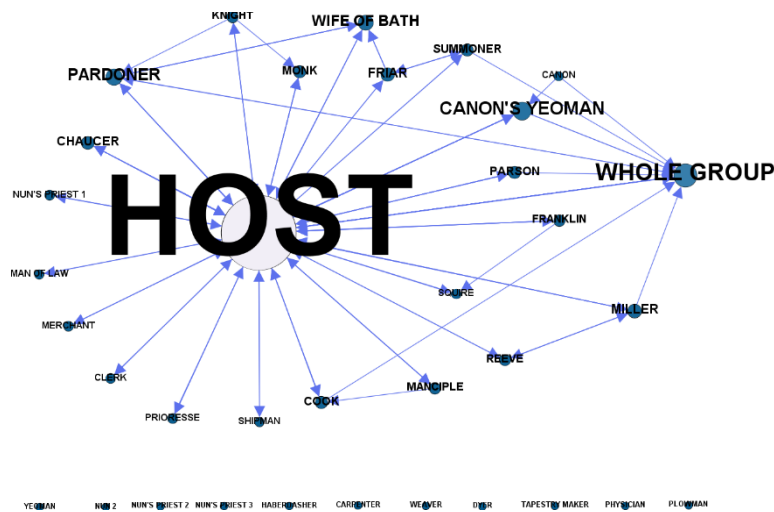 KNIGHT
WIFE OF BATH
SUMMONER
PARDONER
MONK
FRIAR
CANON
CANON'S YEOMAN
CHAUCER
PARSON
WHOLE GROUP
NUN'S PRIEST 1
HOST
FRANKLIN
MAN OF LAW
SQUIRE
MERCHANT
MILLER
REEVE
CLERK
MANCIPLE
COOK
PRIORESSE
SHIPMAN
YEOMAN
NUN 2
NUN'S PRIEST 2
NUN'S PRIEST 3
HABERDASHER
CARPENTER
WEAVER
DYER
TAPESTRY MAKER
PHYSICIAN
PLOWMAN